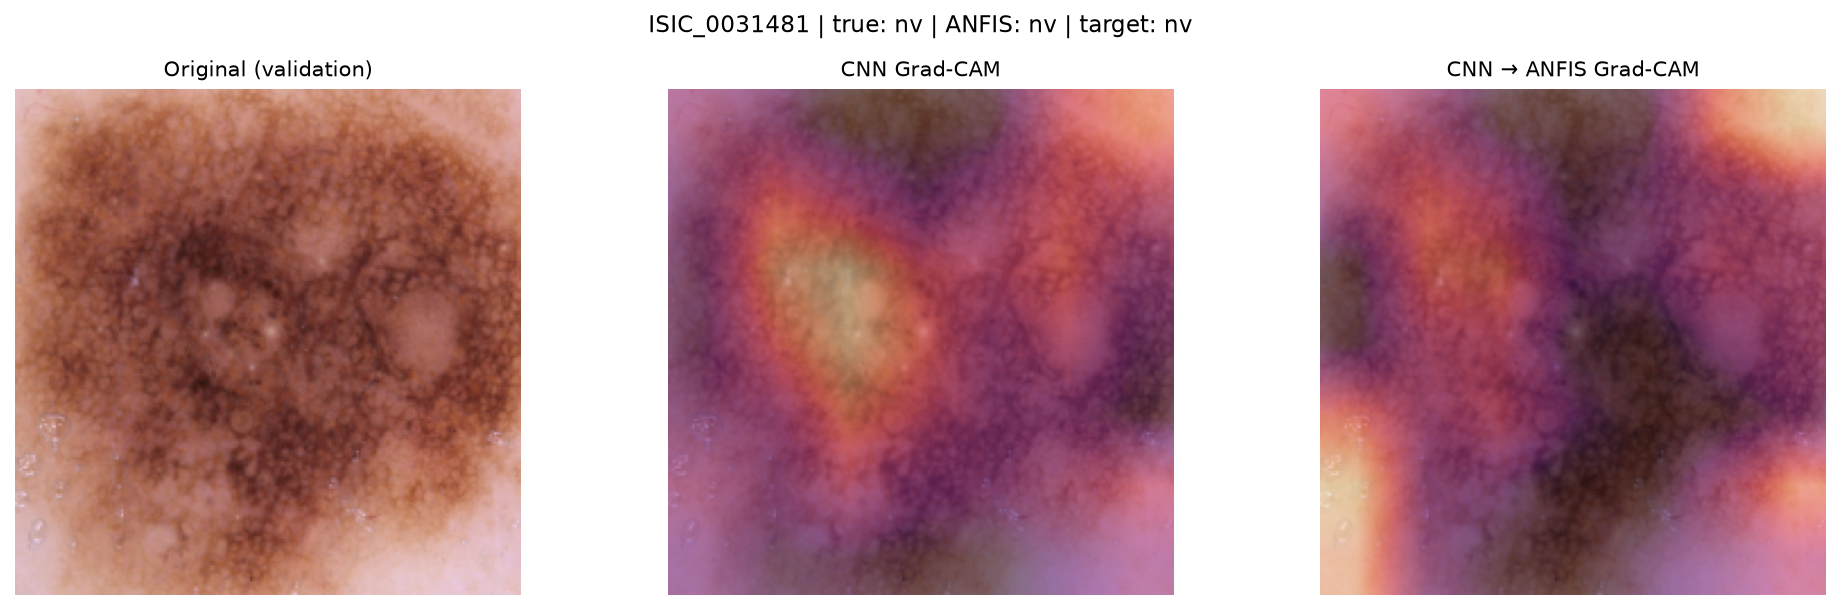 ISIC_0031481 | true: nv | ANFIS: nv | target: nv
Original (validation)
CNN Grad-CAM
CNN → ANFIS Grad-CAM